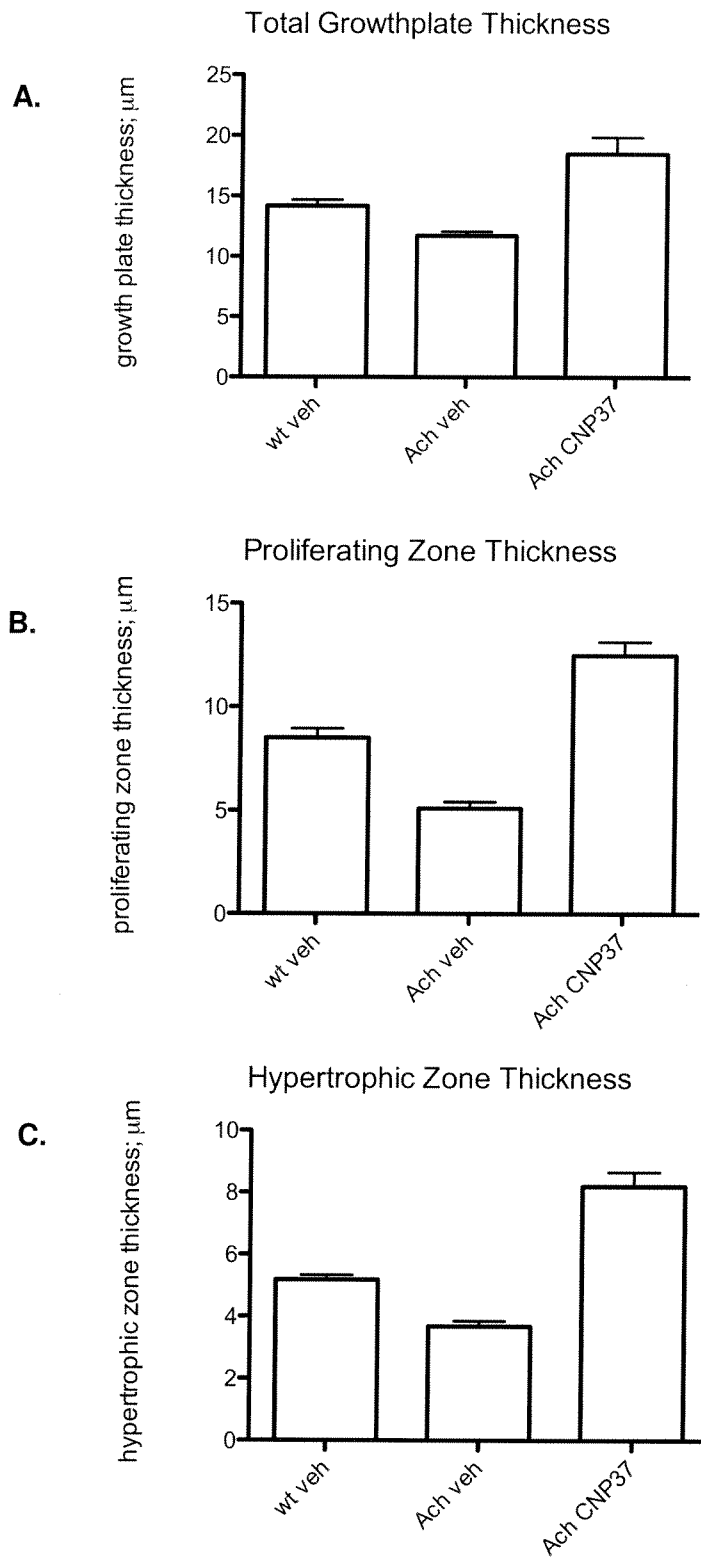 Total Growthplate Thickness
A.
growth plate thickness; μm
25
20
15
10
5
0
wt veh
Ach veh
Ach CNP37
Proliferating Zone Thickness
B.
proliferating zone thickness; μm
15
10
5
0
wt veh
Ach veh
Ach CNP37
Hypertrophic Zone Thickness
C.
hypertrophic zone thickness; μm
10
8
6
4
2
0
wt veh
Ach veh
Ach CNP37